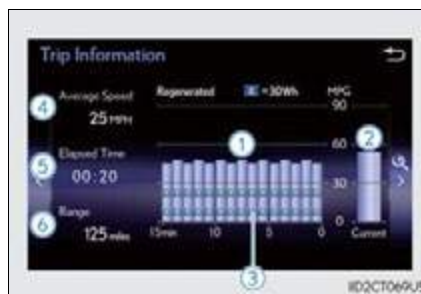 Trip Information
Average Speed
25 MPH
Elapsed Time
00:20
Range
125 miles
Regenerated
=30Wh
MPG
90
60
30
0
15min 10 5 0 Current
1
2
3
4
5
6
IID2CT069US